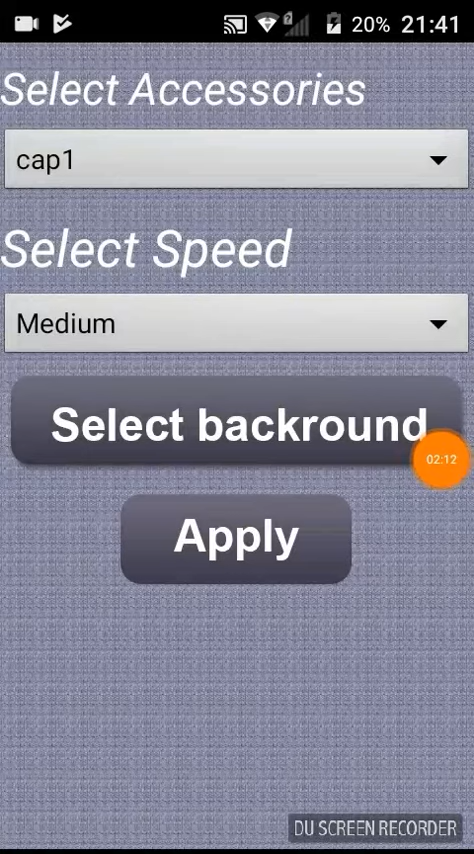 20% 21:41
Select Accessories
cap1
Select Speed
Medium
Select backround
02:12
Apply
DU SCREEN RECORDER